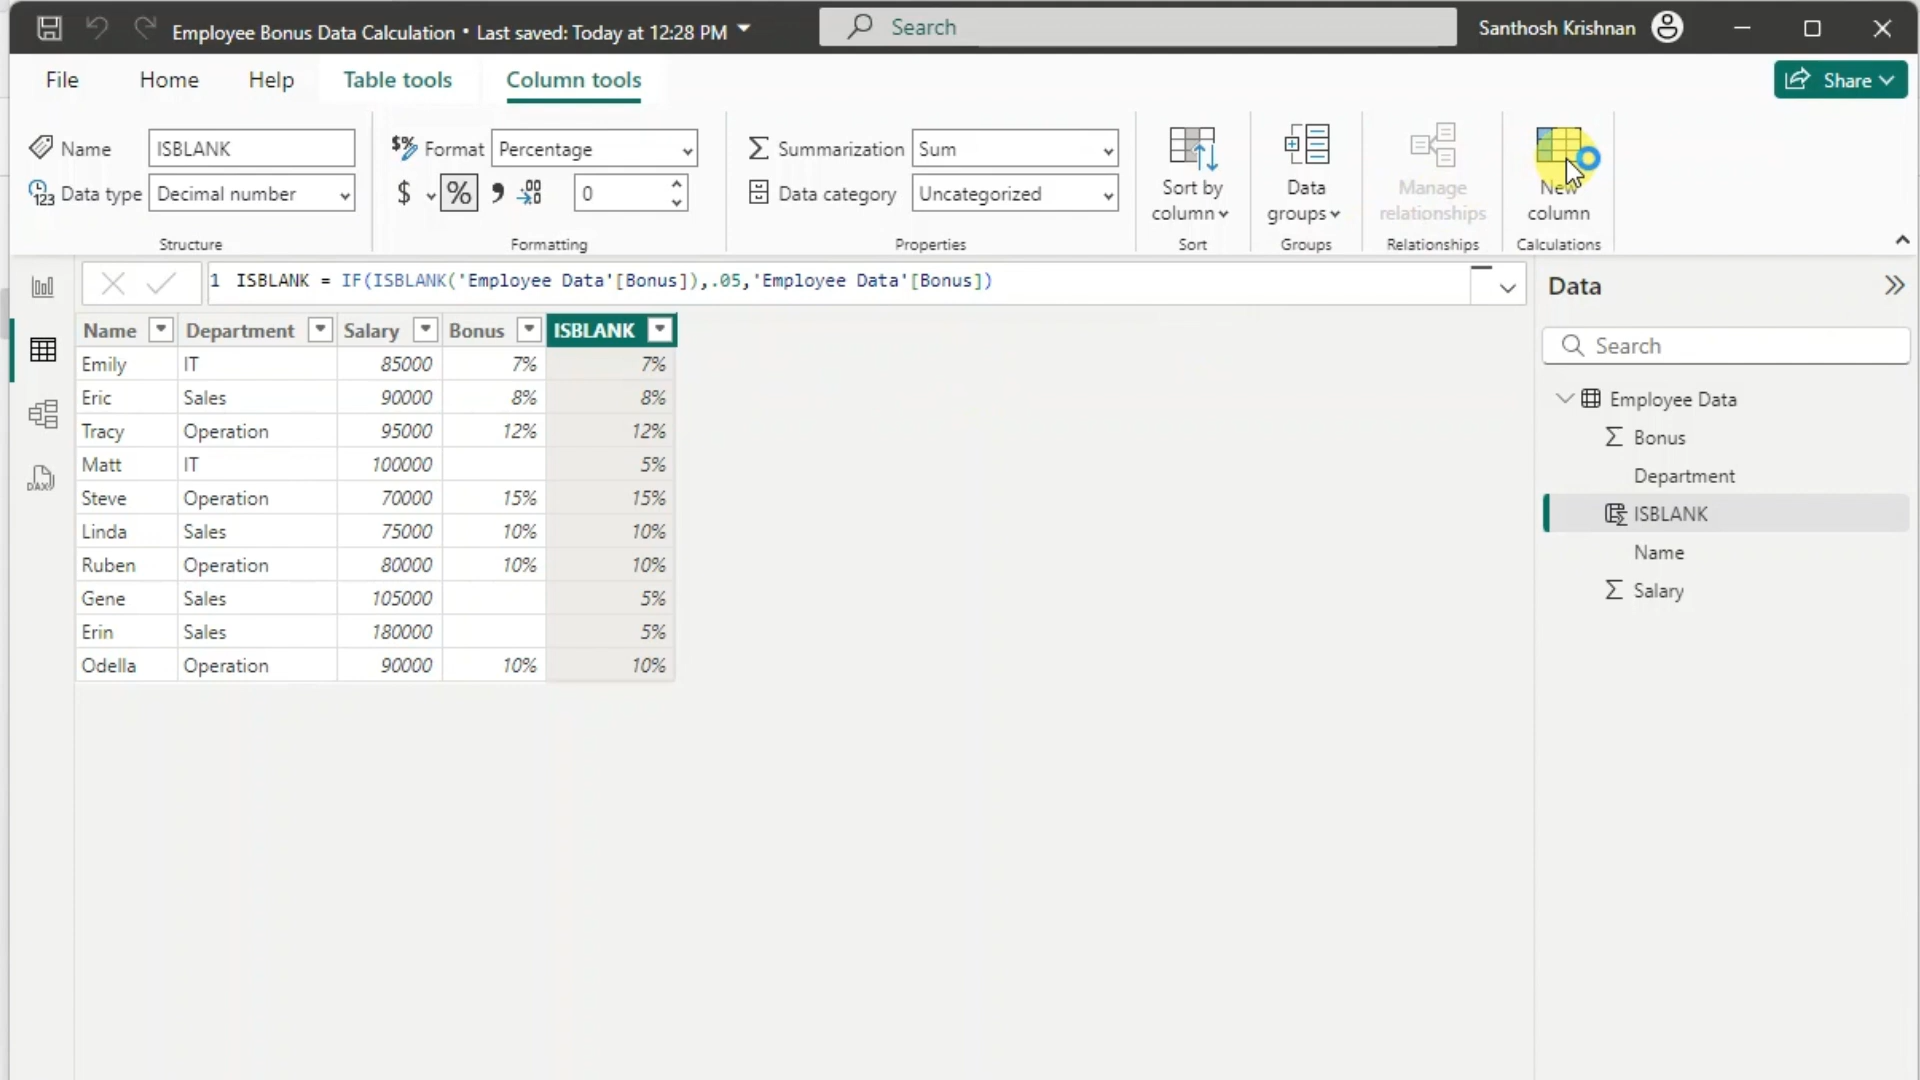 Employee Bonus Data Calculation • Last saved: Today at 12:28 PM
Search
Santhosh Krishnan
File Home Help Table tools Column tools
Share
Name ISBLANK
Data type Decimal number
Structure
Format Percentage
$ % , .00 0
Formatting
Summarization Sum
Data category Uncategorized
Properties
Sort by
column
Sort
Data
groups
Groups
Manage
relationships
Relationships
New
column
Calculations
1 ISBLANK = IF(ISBLANK('Employee Data'[Bonus]),.05,'Employee Data'[Bonus])
Name Department Salary Bonus ISBLANK
Emily IT 85000 7% 7%
Eric Sales 90000 8% 8%
Tracy Operation 95000 12% 12%
Matt IT 100000 5%
Steve Operation 70000 15% 15%
Linda Sales 75000 10% 10%
Ruben Operation 80000 10% 10%
Gene Sales 105000 5%
Erin Sales 180000 5%
Odella Operation 90000 10% 10%
DAX
Data
Search
Employee Data
Bonus
Department
ISBLANK
Name
Salary